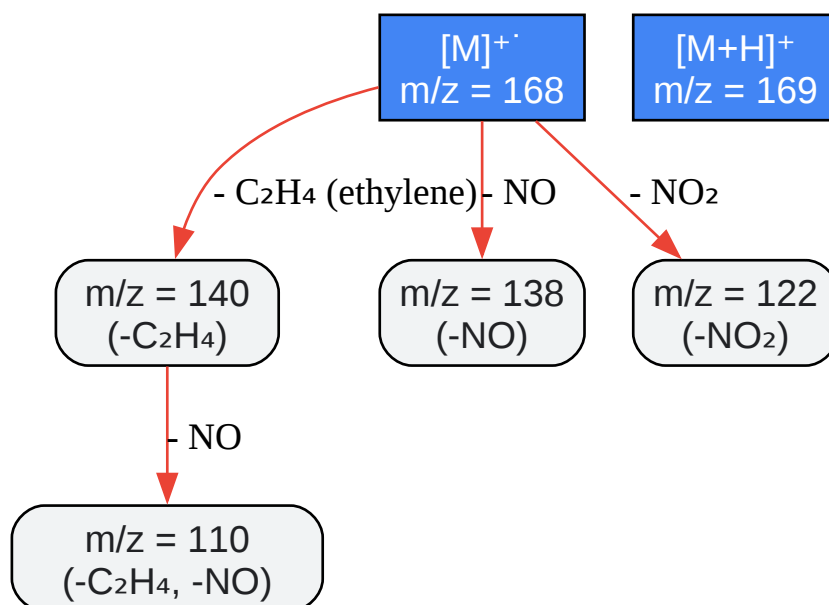 [M]⁺˙
m/z = 168
[M+H]⁺
m/z = 169
- C₂H₄ (ethylene)
- NO
- NO₂
m/z = 140
(-C₂H₄)
m/z = 138
(-NO)
m/z = 122
(-NO₂)
- NO
m/z = 110
(-C₂H₄, -NO)